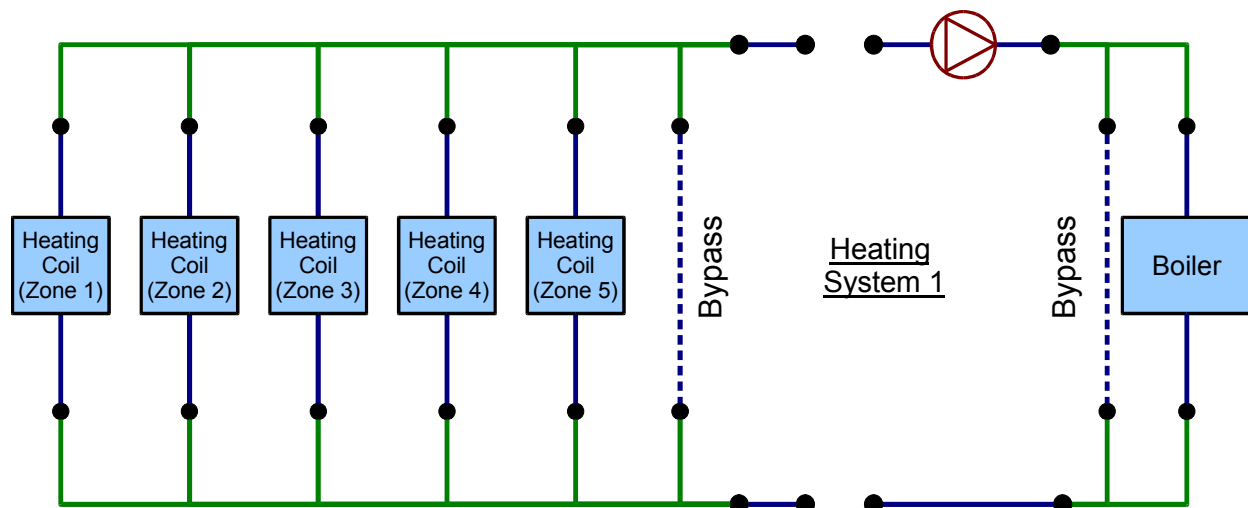 Heating
Coil
(Zone 1)
Heating
Coil
(Zone 2)
Heating
Coil
(Zone 3)
Heating
Coil
(Zone 4)
Heating
Coil
(Zone 5)
Bypass
Heating
System 1
Bypass
Boiler